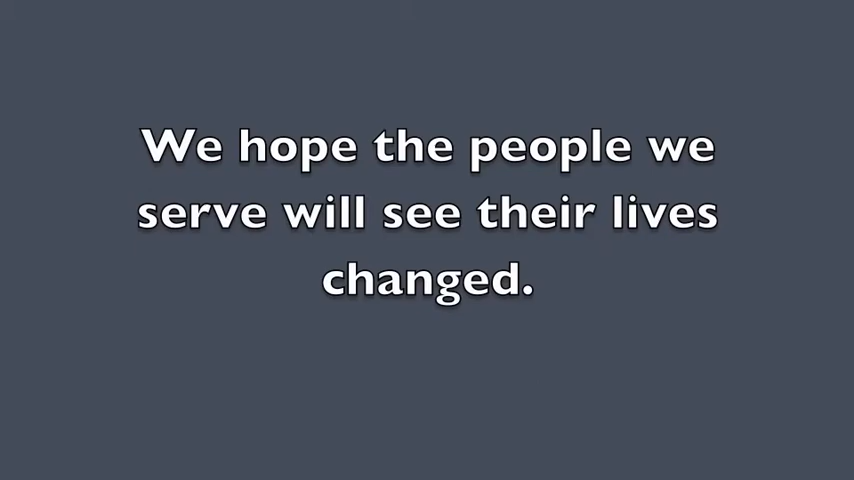 We hope the people we
serve will see their lives
changed.